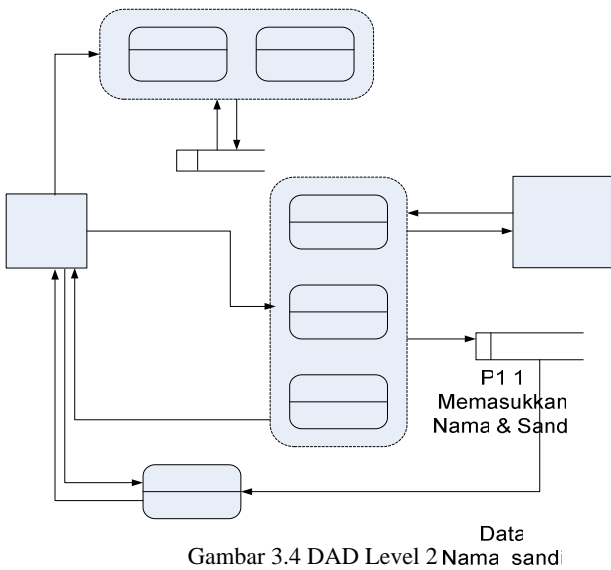 P1 1
Memasukkan
Nama & Sand
Data
Gambar 3.4 DAD Level 2 Nama sandi